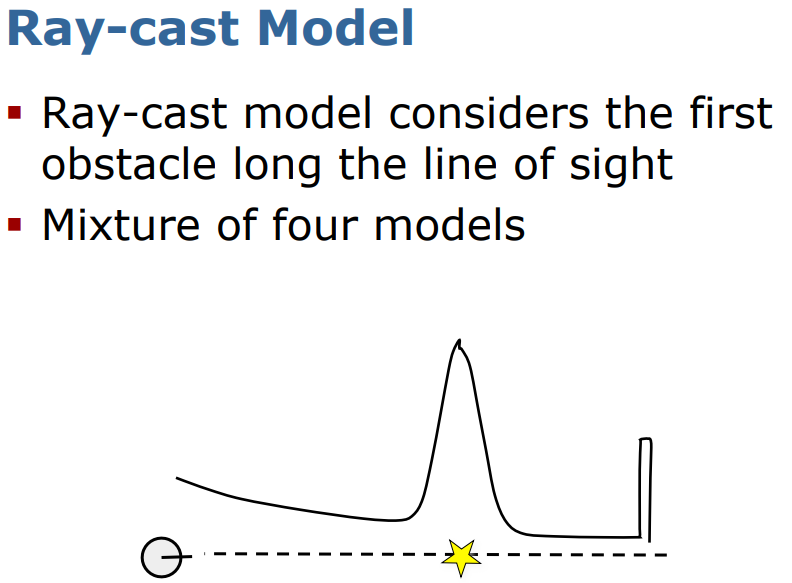 Ray-cast Model
Ray-cast model considers the first
obstacle long the line of sight
Mixture of four models